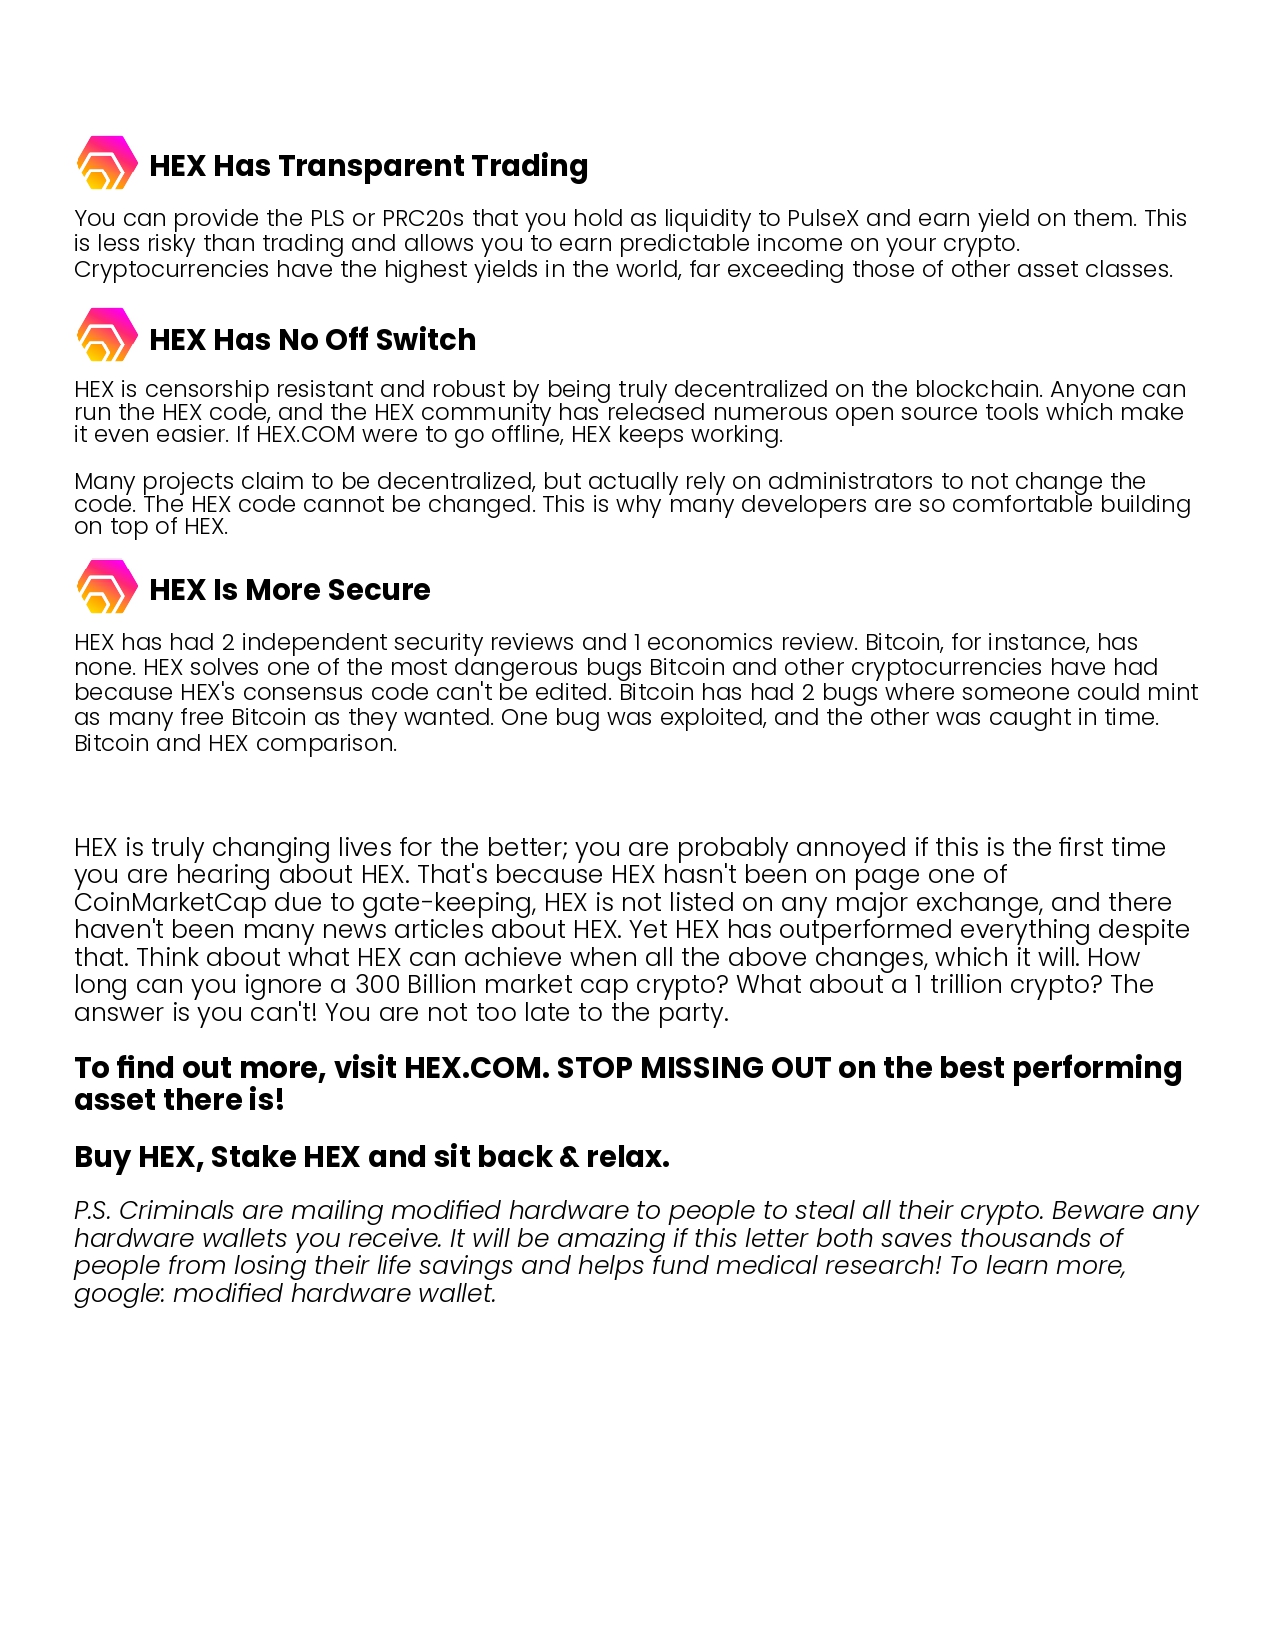 HEX Has Transparent Trading
You can provide the PLS or PRC20s that you hold as liquidity to PulseX and earn yield on them. This
is less risky than trading and allows you to earn predictable income on your crypto.
Cryptocurrencies have the highest yields in the world, far exceeding those of other asset classes.
HEX Has No Off Switch
HEX is censorship resistant and robust by being truly decentralized on the blockchain. Anyone can
run the HEX code, and the HEX community has released numerous open source tools which make
it even easier. If HEX.COM were to go offline, HEX keeps working.
Many projects claim to be decentralized, but actually rely on administrators to not change the
code. The HEX code cannot be changed. This is why many developers are so comfortable building
on top of HEX.
HEX Is More Secure
HEX has had 2 independent security reviews and 1 economics review. Bitcoin, for instance, has
none. HEX solves one of the most dangerous bugs Bitcoin and other cryptocurrencies have had
because HEX's consensus code can't be edited. Bitcoin has had 2 bugs where someone could mint
as many free Bitcoin as they wanted. One bug was exploited, and the other was caught in time.
Bitcoin and HEX comparison.
HEX is truly changing lives for the better; you are probably annoyed if this is the first time
you are hearing about HEX. That's because HEX hasn't been on page one of
CoinMarketCap due to gate-keeping, HEX is not listed on any major exchange, and there
haven't been many news articles about HEX. Yet HEX has outperformed everything despite
that. Think about what HEX can achieve when all the above changes, which it will. How
long can you ignore a 300 Billion market cap crypto? What about a 1 trillion crypto? The
answer is you can't! You are not too late to the party.
To find out more, visit HEX.COM. STOP MISSING OUT on the best performing
asset there is!
Buy HEX, Stake HEX and sit back & relax.
P.S. Criminals are mailing modified hardware to people to steal all their crypto. Beware any
hardware wallets you receive. It will be amazing if this letter both saves thousands of
people from losing their life savings and helps fund medical research! To learn more,
google: modified hardware wallet.